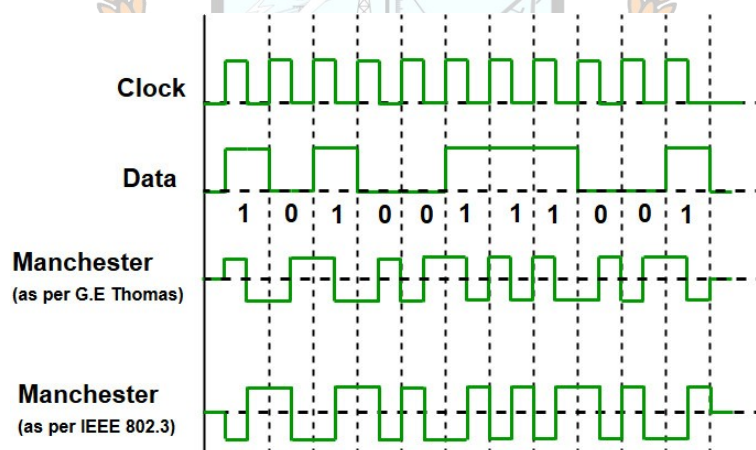 Clock
Data
1 0 1 0 0 1 1 1 0 0 1
Manchester
(as per G.E Thomas)
Manchester
(as per IEEE 802.3)